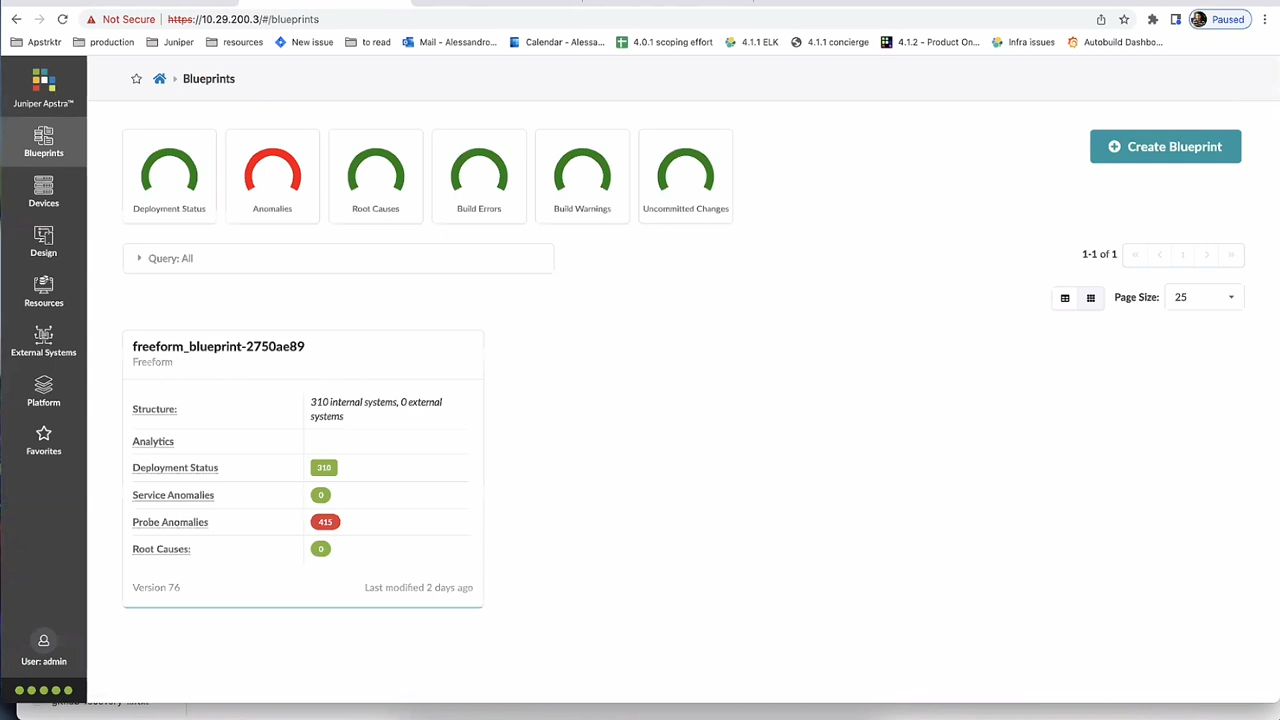 Not Secure https://10.29.200.3/#/blueprints Paused
Apstrktr production Juniper resources New issue to read Mail – Alessandro... Calendar – Alessa... 4.0.1 scoping effort 4.1.1 ELK 4.1.1 concierge 4.1.2 - Product On... Infra issues Autobuild Dashbo...
Juniper Apstra™
Blueprints
Devices
Design
Resources
External Systems
Platform
Favorites
User: admin
Blueprints
Deployment Status Anomalies Root Causes Build Errors Build Warnings Uncommitted Changes
Create Blueprint
Query: All
1-1 of 1 « < 1 > »
Page Size: 25
freeform_blueprint-2750ae89
Freeform
Structure: 310 internal systems, 0 external
systems
Analytics
Deployment Status 310
Service Anomalies 0
Probe Anomalies 415
Root Causes: 0
Version 76 Last modified 2 days ago